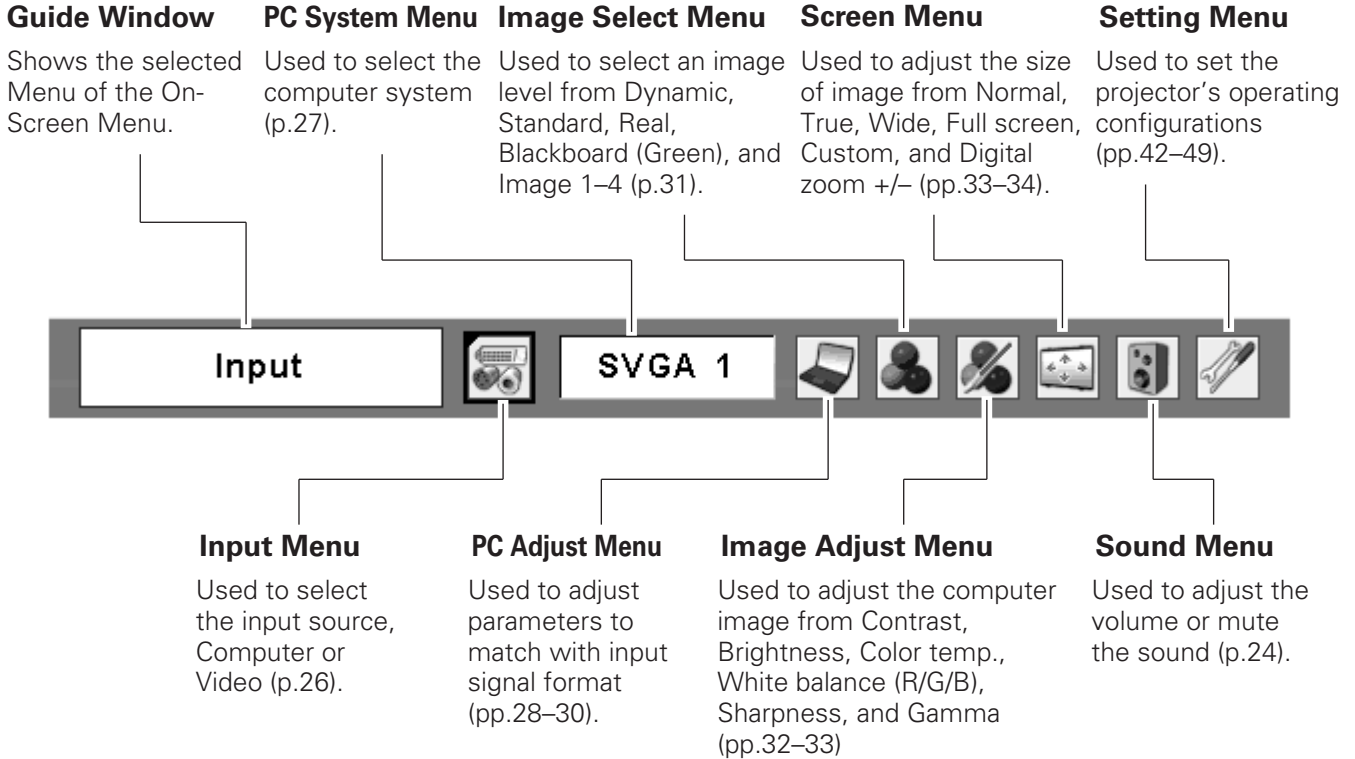 Guide Window
Shows the selected
Menu of the On-
Screen Menu.
PC System Menu
Used to select the
computer system
(p.27).
Image Select Menu
Used to select an image
level from Dynamic,
Standard, Real,
Blackboard (Green), and
Image 1–4 (p.31).
Screen Menu
Used to adjust the size
of image from Normal,
True, Wide, Full screen,
Custom, and Digital
zoom +/– (pp.33–34).
Setting Menu
Used to set the
projector’s operating
configurations
(pp.42–49).
Input
SVGA 1
Input Menu
Used to select
the input source,
Computer or
Video (p.26).
PC Adjust Menu
Used to adjust
parameters to
match with input
signal format
(pp.28–30).
Image Adjust Menu
Used to adjust the computer
image from Contrast,
Brightness, Color temp.,
White balance (R/G/B),
Sharpness, and Gamma
(pp.32–33)
Sound Menu
Used to adjust the
volume or mute
the sound (p.24).